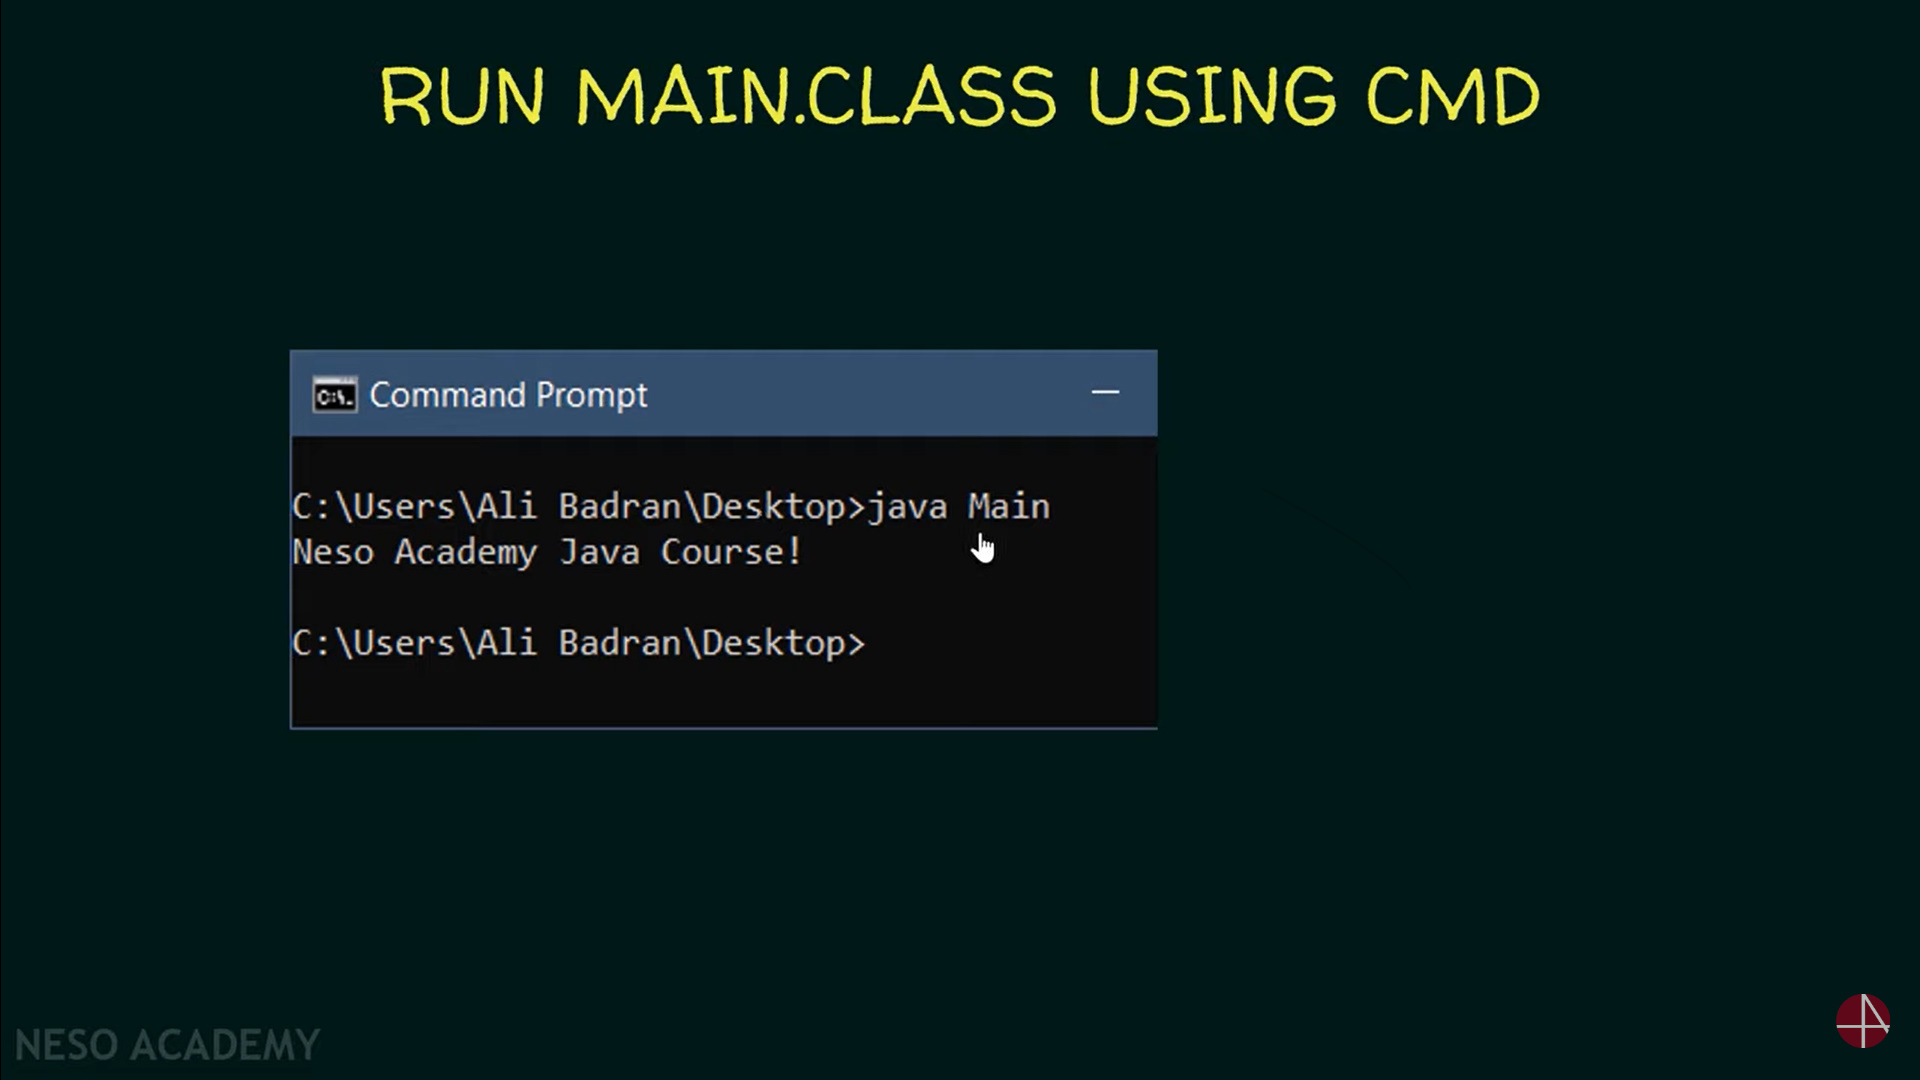 RUN MAIN.CLASS USING CMD
C:\. Command Prompt
C:\Users\Ali Badran\Desktop>java Main
Neso Academy Java Course!
C:\Users\Ali Badran\Desktop>
NESO ACADEMY